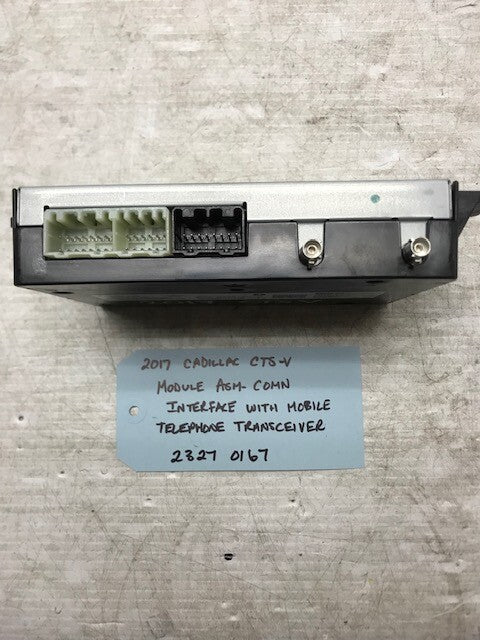 2017 CADILLAC CTS-V
MODULE ASM- COMN
INTERFACE WITH MOBILE
TELEPHONE TRANSCEIVER
2327 0167